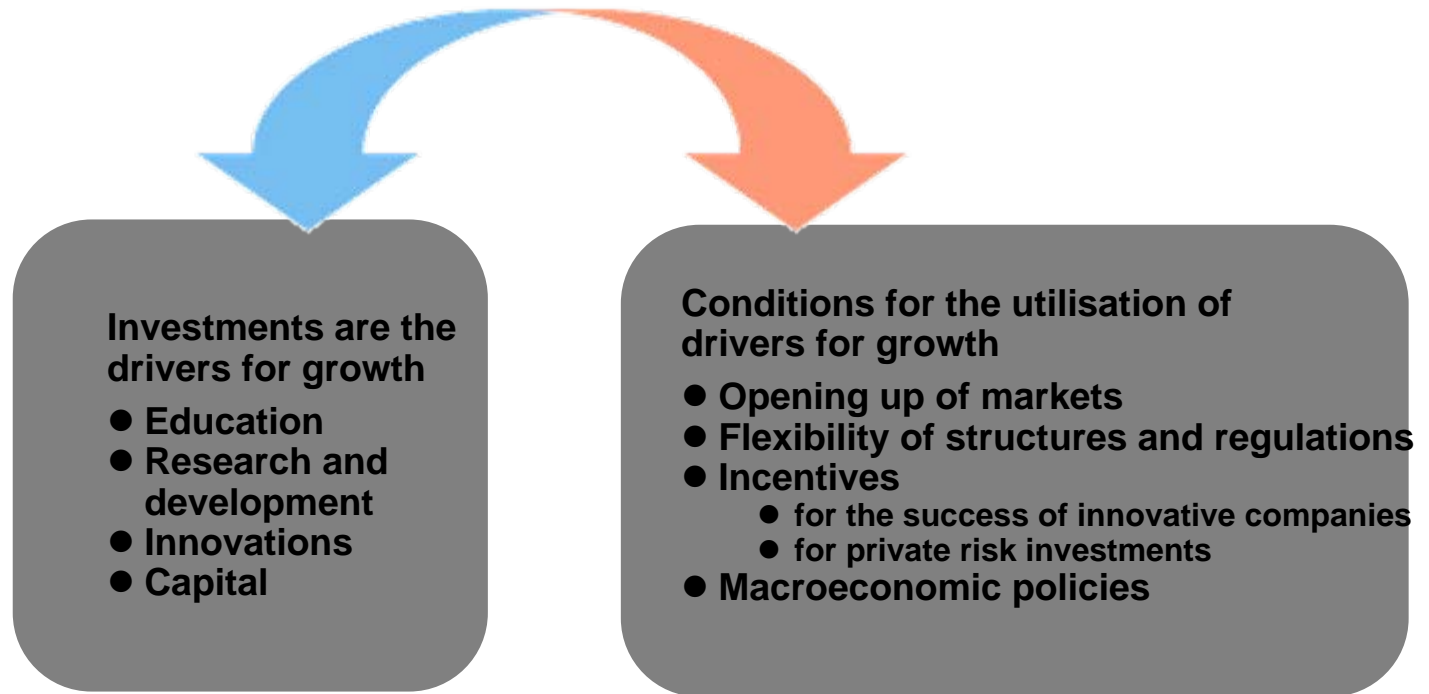 Investments are the
drivers for growth
● Education
● Research and
development
● Innovations
● Capital
Conditions for the utilisation of
drivers for growth
● Opening up of markets
● Flexibility of structures and regulations
● Incentives
● for the success of innovative companies
● for private risk investments
● Macroeconomic policies